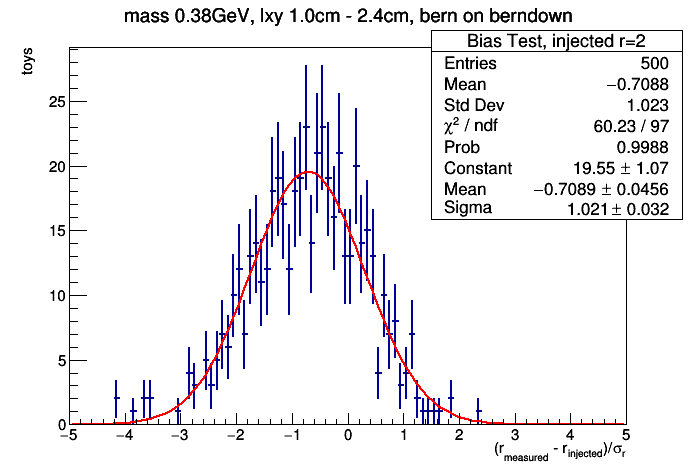 mass 0.38GeV, lxy 1.0cm - 2.4cm, bern on berndown
Bias Test, injected r=2
Entries 500
Mean −0.7088
Std Dev 1.023
χ² / ndf 60.23 / 97
Prob 0.9988
Constant 19.55 ± 1.07
Mean −0.7089 ± 0.0456
Sigma 1.021 ± 0.032
toys
25
20
15
10
5
0
−5 −4 −3 −2 −1 0 1 2 3 4 5
(r_measured - r_injected)/σ_r